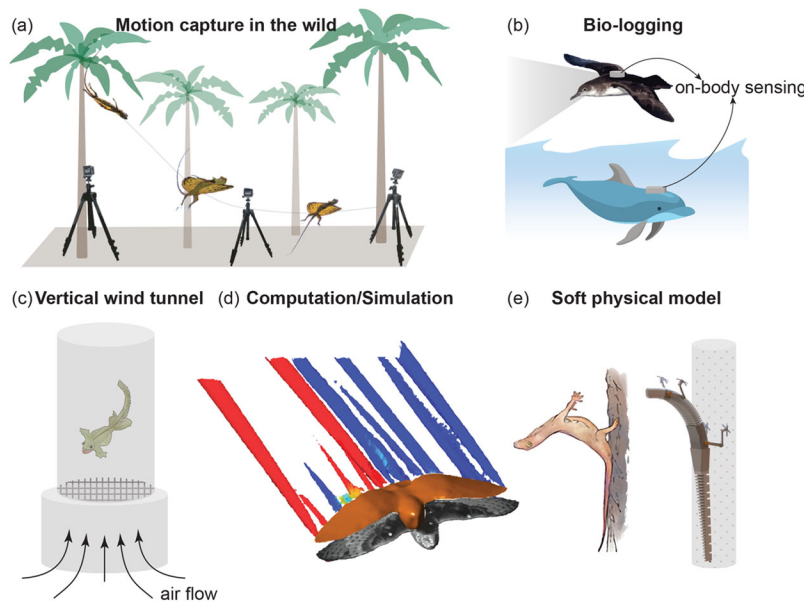 (a) Motion capture in the wild
(b) Bio-logging
on-body sensing
(c) Vertical wind tunnel
(d) Computation/Simulation
(e) Soft physical model
air flow